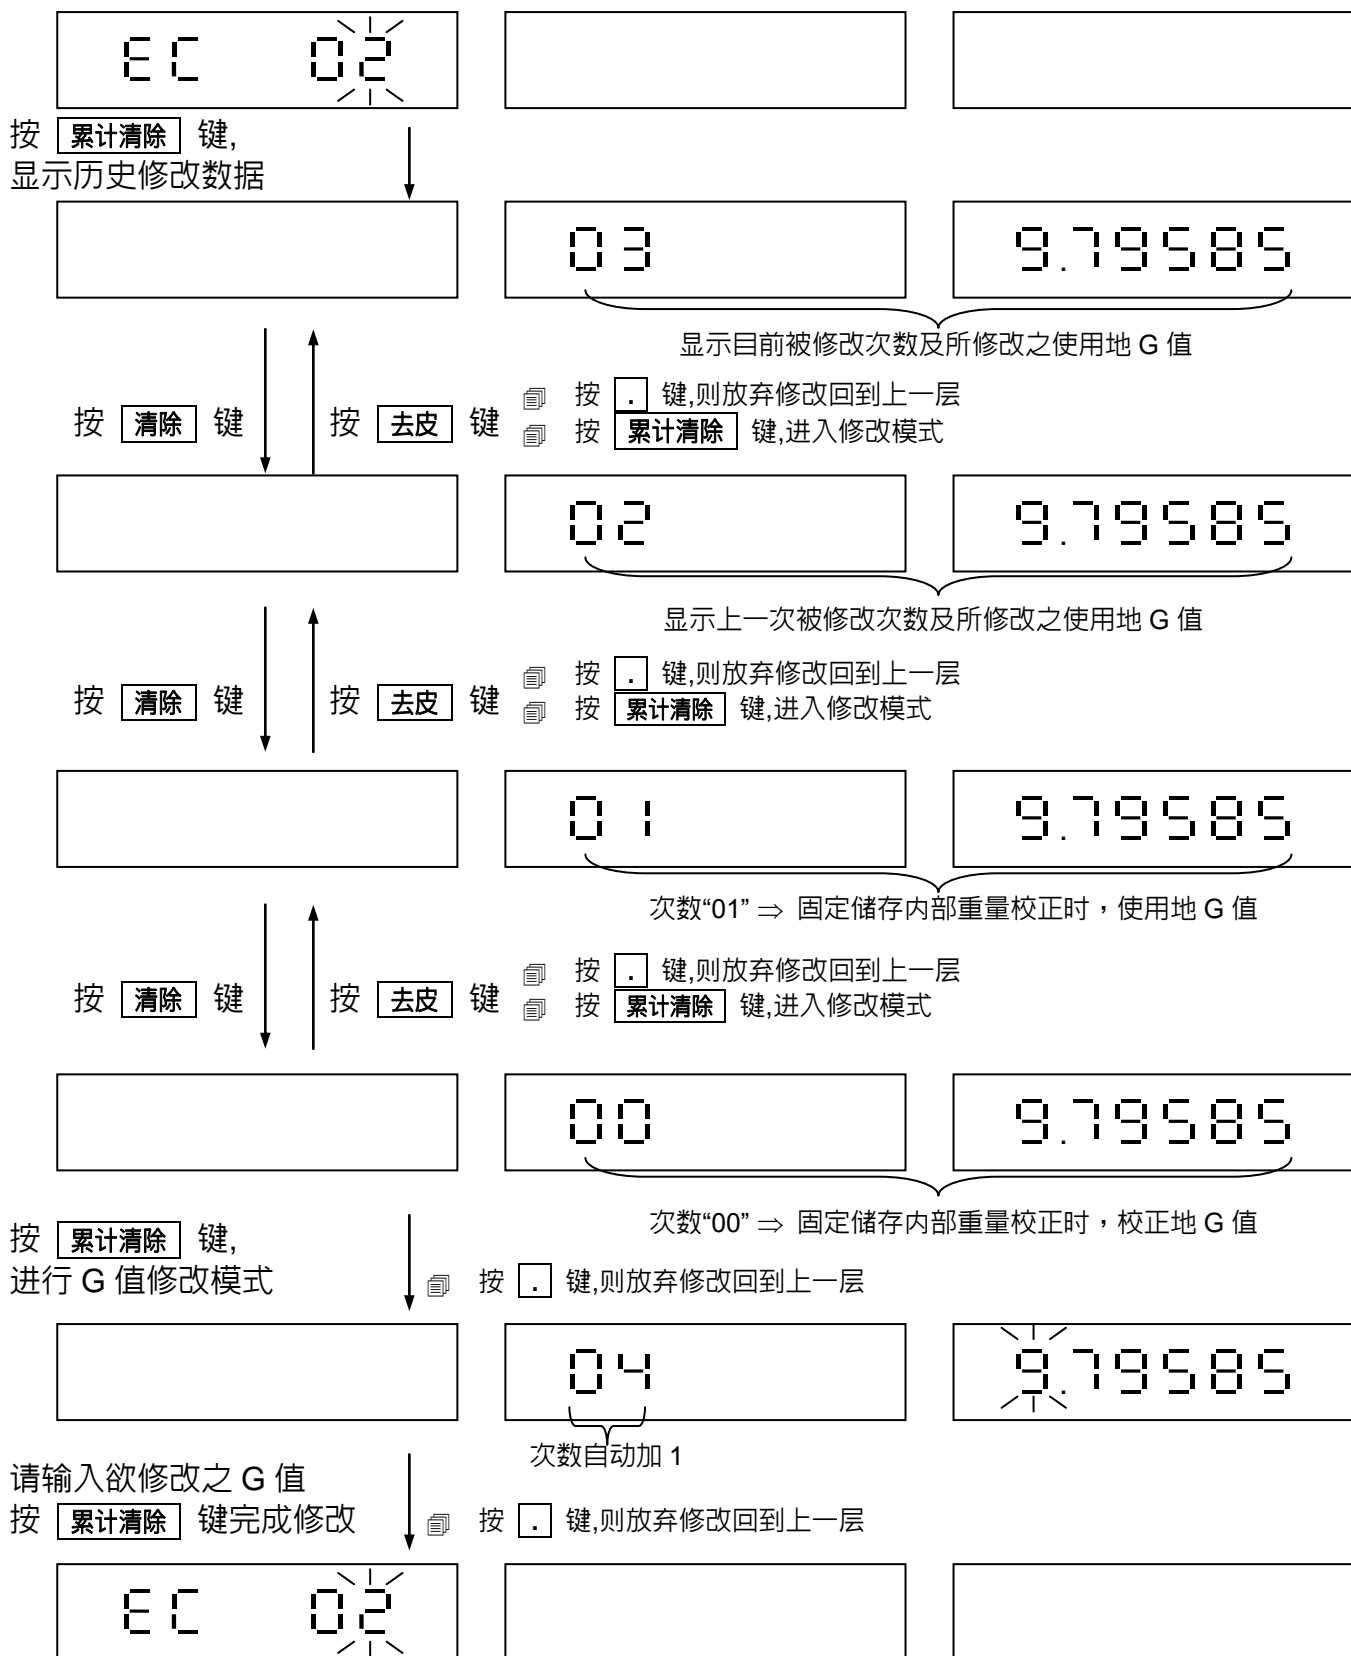 EC 02
按 累计清除 键,
显示历史修改数据
03 9.79585
显示目前被修改次数及所修改之使用地 G 值
按 . 键,则放弃修改回到上一层
按 清除 键 按 去皮 键 按 累计清除 键,进入修改模式
02 9.79585
显示上一次被修改次数及所修改之使用地 G 值
按 . 键,则放弃修改回到上一层
按 清除 键 按 去皮 键 按 累计清除 键,进入修改模式
01 9.79585
次数“01” ⇒ 固定储存内部重量校正时，使用地 G 值
按 . 键,则放弃修改回到上一层
按 清除 键 按 去皮 键 按 累计清除 键,进入修改模式
00 9.79585
次数“00” ⇒ 固定储存内部重量校正时，校正地 G 值
按 累计清除 键,
进行 G 值修改模式 按 . 键,则放弃修改回到上一层
04 9.79585
次数自动加 1
请输入欲修改之 G 值
按 累计清除 键完成修改 按 . 键,则放弃修改回到上一层
EC 02